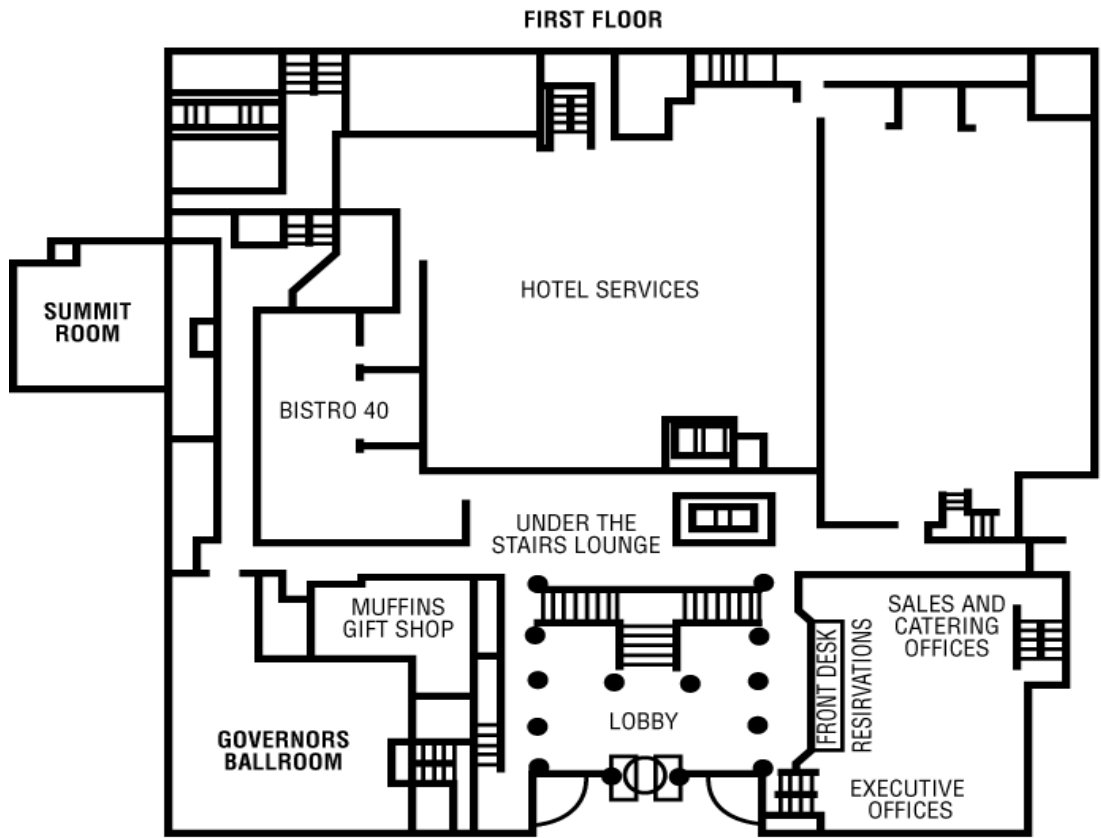 FIRST FLOOR
SUMMIT
ROOM
HOTEL SERVICES
BISTRO 40
UNDER THE
STAIRS LOUNGE
MUFFINS
GIFT SHOP
SALES AND
CATERING
OFFICES
FRONT DESK
RESIRVATIONS
LOBBY
GOVERNORS
BALLROOM
EXECUTIVE
OFFICES